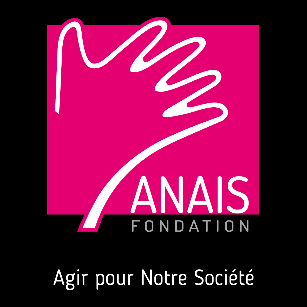 ANAIS
FONDATION
Agir pour Notre Société